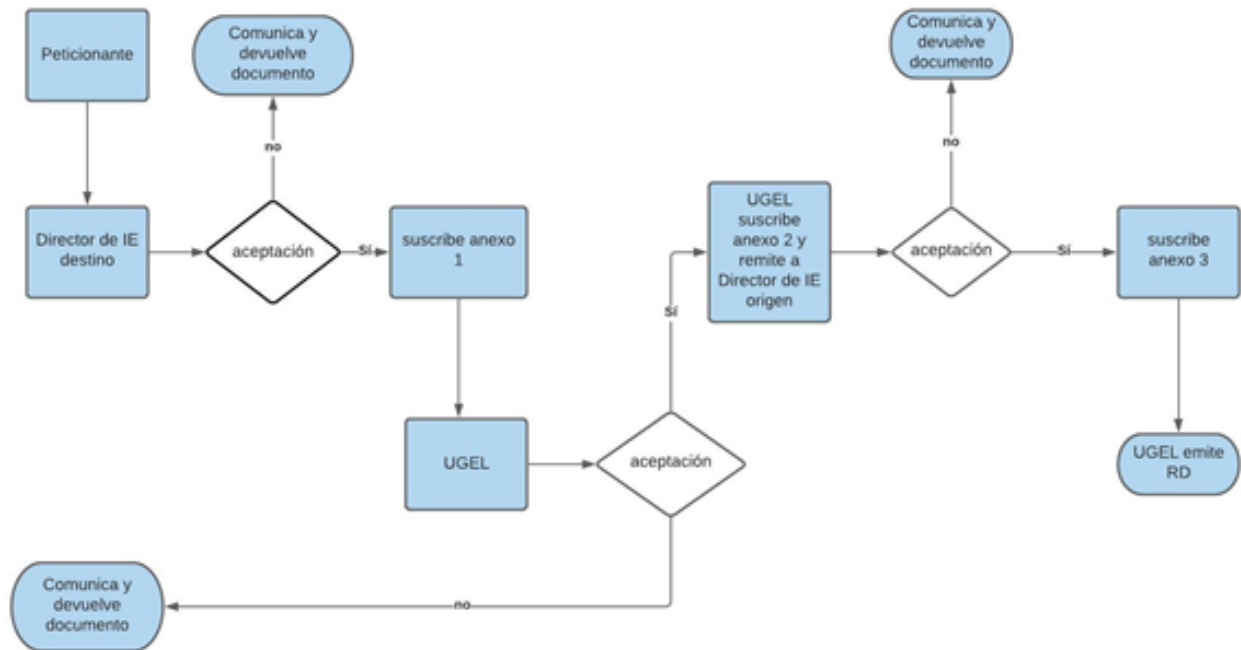 Peticionante
Comunica y
devuelve
documento
no
Director de IE
destino
aceptación
Sí
suscribe anexo
1
UGEL
aceptación
no
Comunica y
devuelve
documento
Sí
UGEL
suscribe
anexo 2 y
remite a
Director de IE
origen
aceptación
no
Comunica y
devuelve
documento
Sí
suscribe
anexo 3
UGEL emite
RD